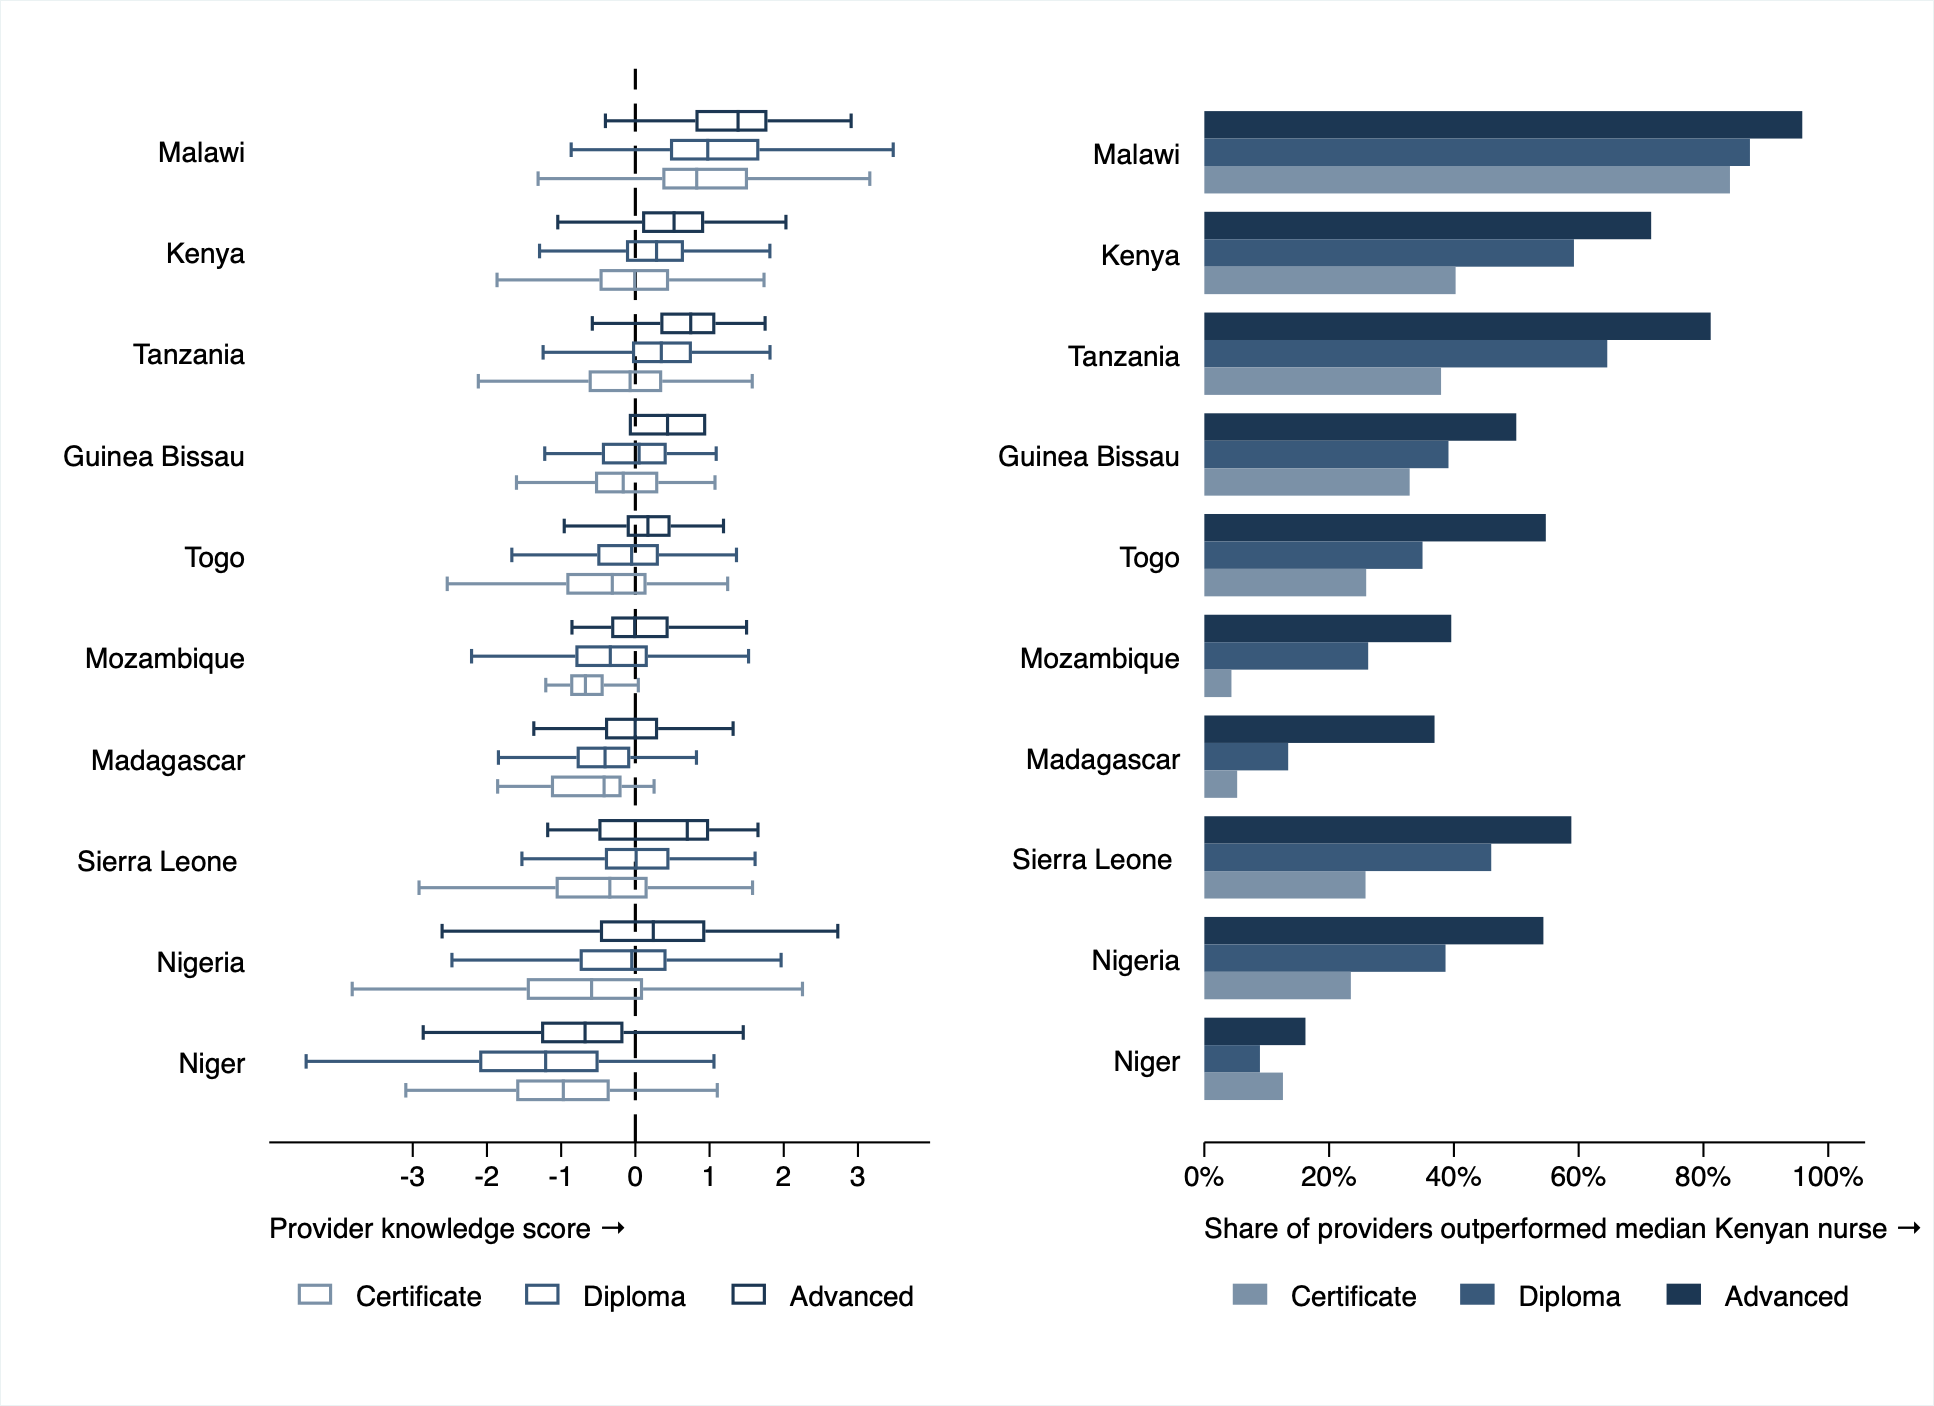 Malawi
Kenya
Tanzania
Guinea Bissau
Togo
Mozambique
Madagascar
Sierra Leone
Nigeria
Niger
-3 -2 -1 0 1 2 3
Provider knowledge score →
Certificate Diploma Advanced
Malawi
Kenya
Tanzania
Guinea Bissau
Togo
Mozambique
Madagascar
Sierra Leone
Nigeria
Niger
0% 20% 40% 60% 80% 100%
Share of providers outperformed median Kenyan nurse →
Certificate Diploma Advanced